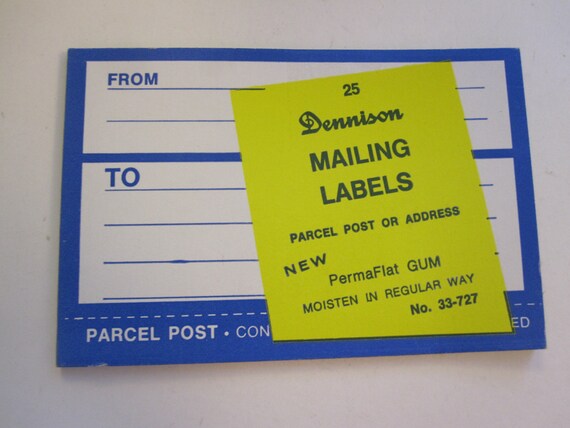 FROM
TO
25
Dennison
MAILING
LABELS
PARCEL POST OR ADDRESS
NEW
PermaFlat GUM
MOISTEN IN REGULAR WAY
No. 33-727
PARCEL POST • CON ED